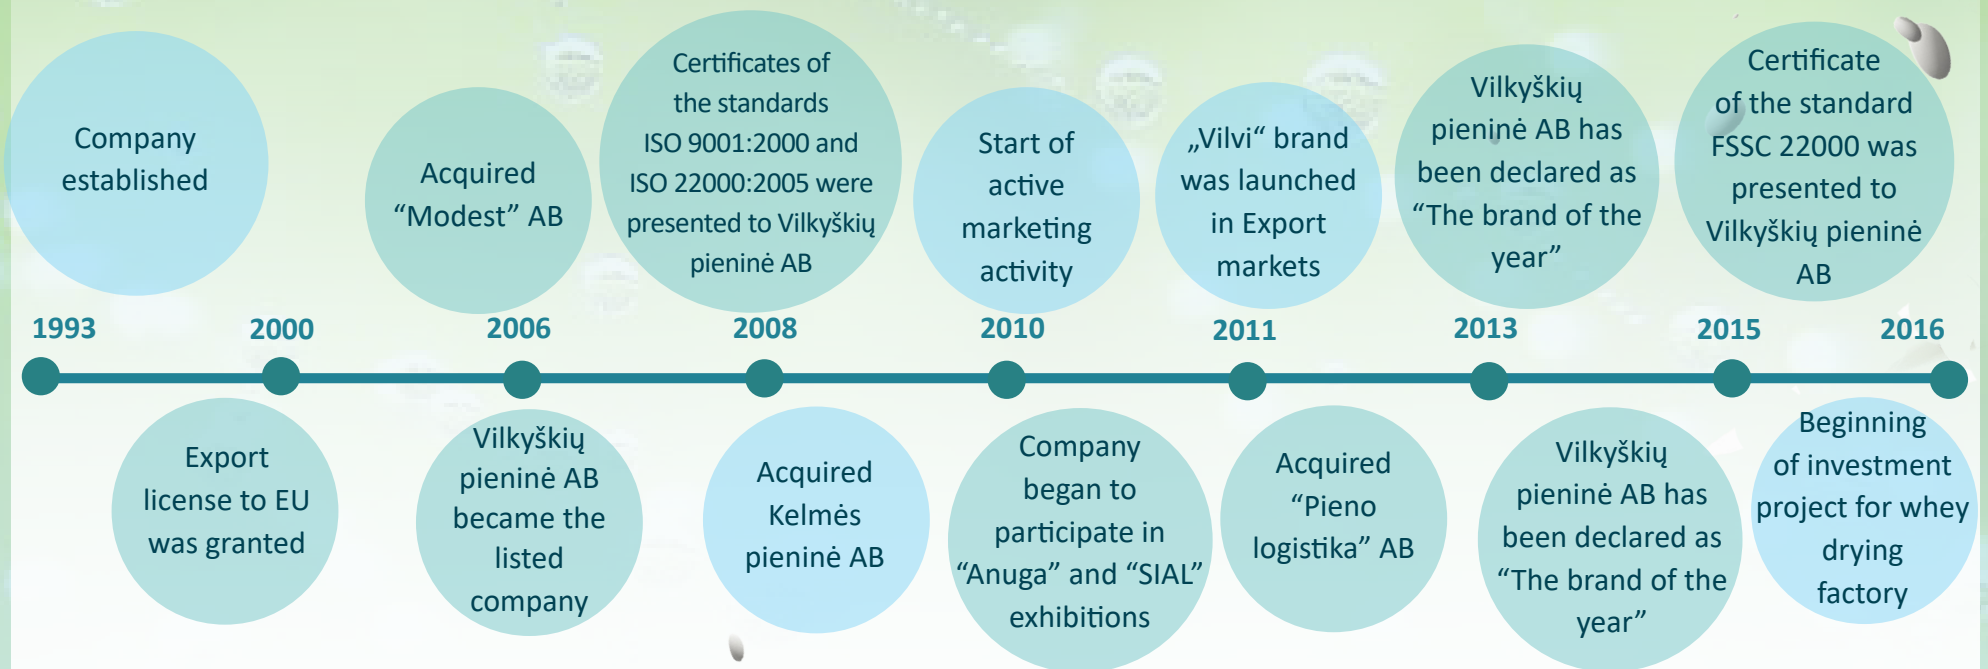 Company
established
Acquired
“Modest” AB
Certificates of
the standards
ISO 9001:2000 and
ISO 22000:2005 were
presented to Vilkyškių
pieninė AB
Start of
active
marketing
activity
„Vilvi“ brand
was launched
in Export
markets
Vilkyškių
pieninė AB has
been declared as
“The brand of the
year”
Certificate
of the standard
FSSC 22000 was
presented to
Vilkyškių pieninė
AB
1993 2000 2006 2008 2010 2011 2013 2015 2016
Export
license to EU
was granted
Vilkyškių
pieninė AB
became the
listed
company
Acquired
Kelmės
pieninė AB
Company
began to
participate in
“Anuga” and “SIAL”
exhibitions
Acquired
“Pieno
logistika” AB
Vilkyškių
pieninė AB has
been declared as
“The brand of the
year”
Beginning
of investment
project for whey
drying
factory